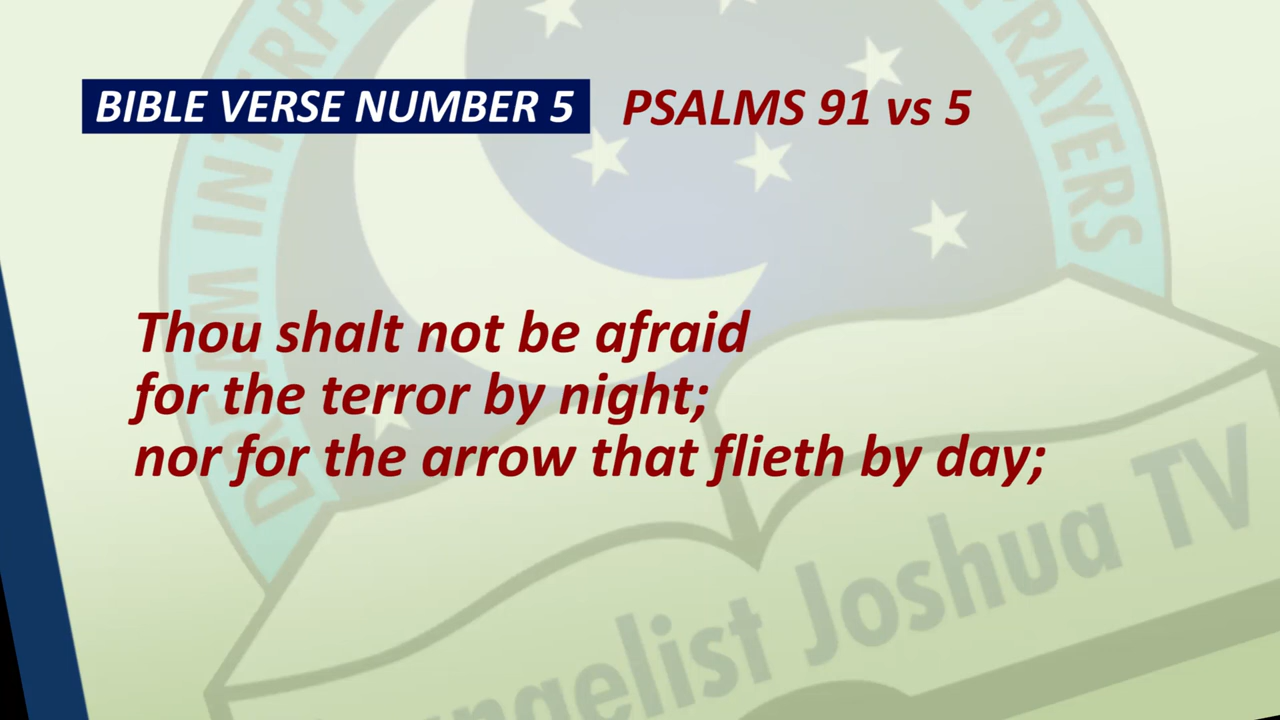 BIBLE VERSE NUMBER 5 PSALMS 91 vs 5
Thou shalt not be afraid
for the terror by night;
nor for the arrow that flieth by day;
DREAM
PRAYERS
Joshua TV